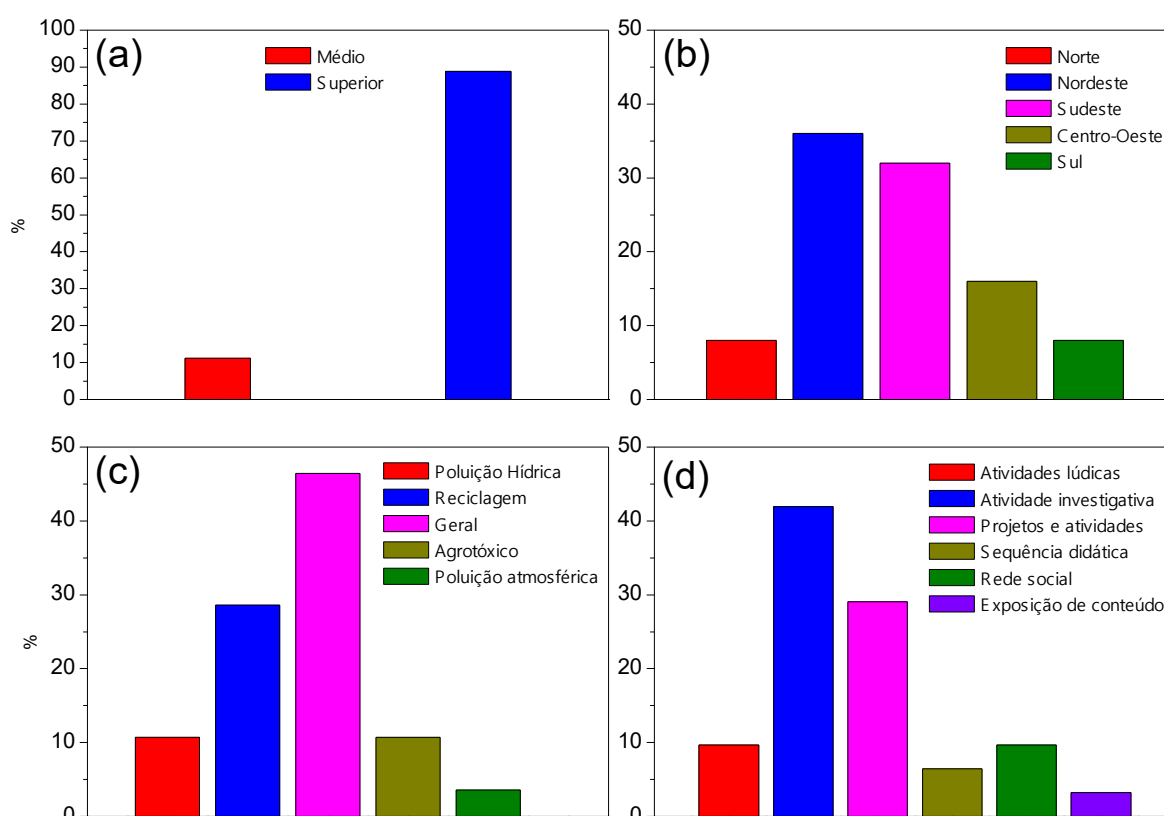 (a)
Médio
Superior
100
90
80
70
60
50
40
30
20
10
0
%
(b)
Norte
Nordeste
Sudeste
Centro-Oeste
Sul
50
40
30
20
10
0
(c)
Poluição Hídrica
Reciclagem
Geral
Agrotóxico
Poluição atmosférica
50
40
30
20
10
0
%
(d)
Atividades lúdicas
Atividade investigativa
Projetos e atividades
Sequência didática
Rede social
Exposição de conteúdo
50
40
30
20
10
0